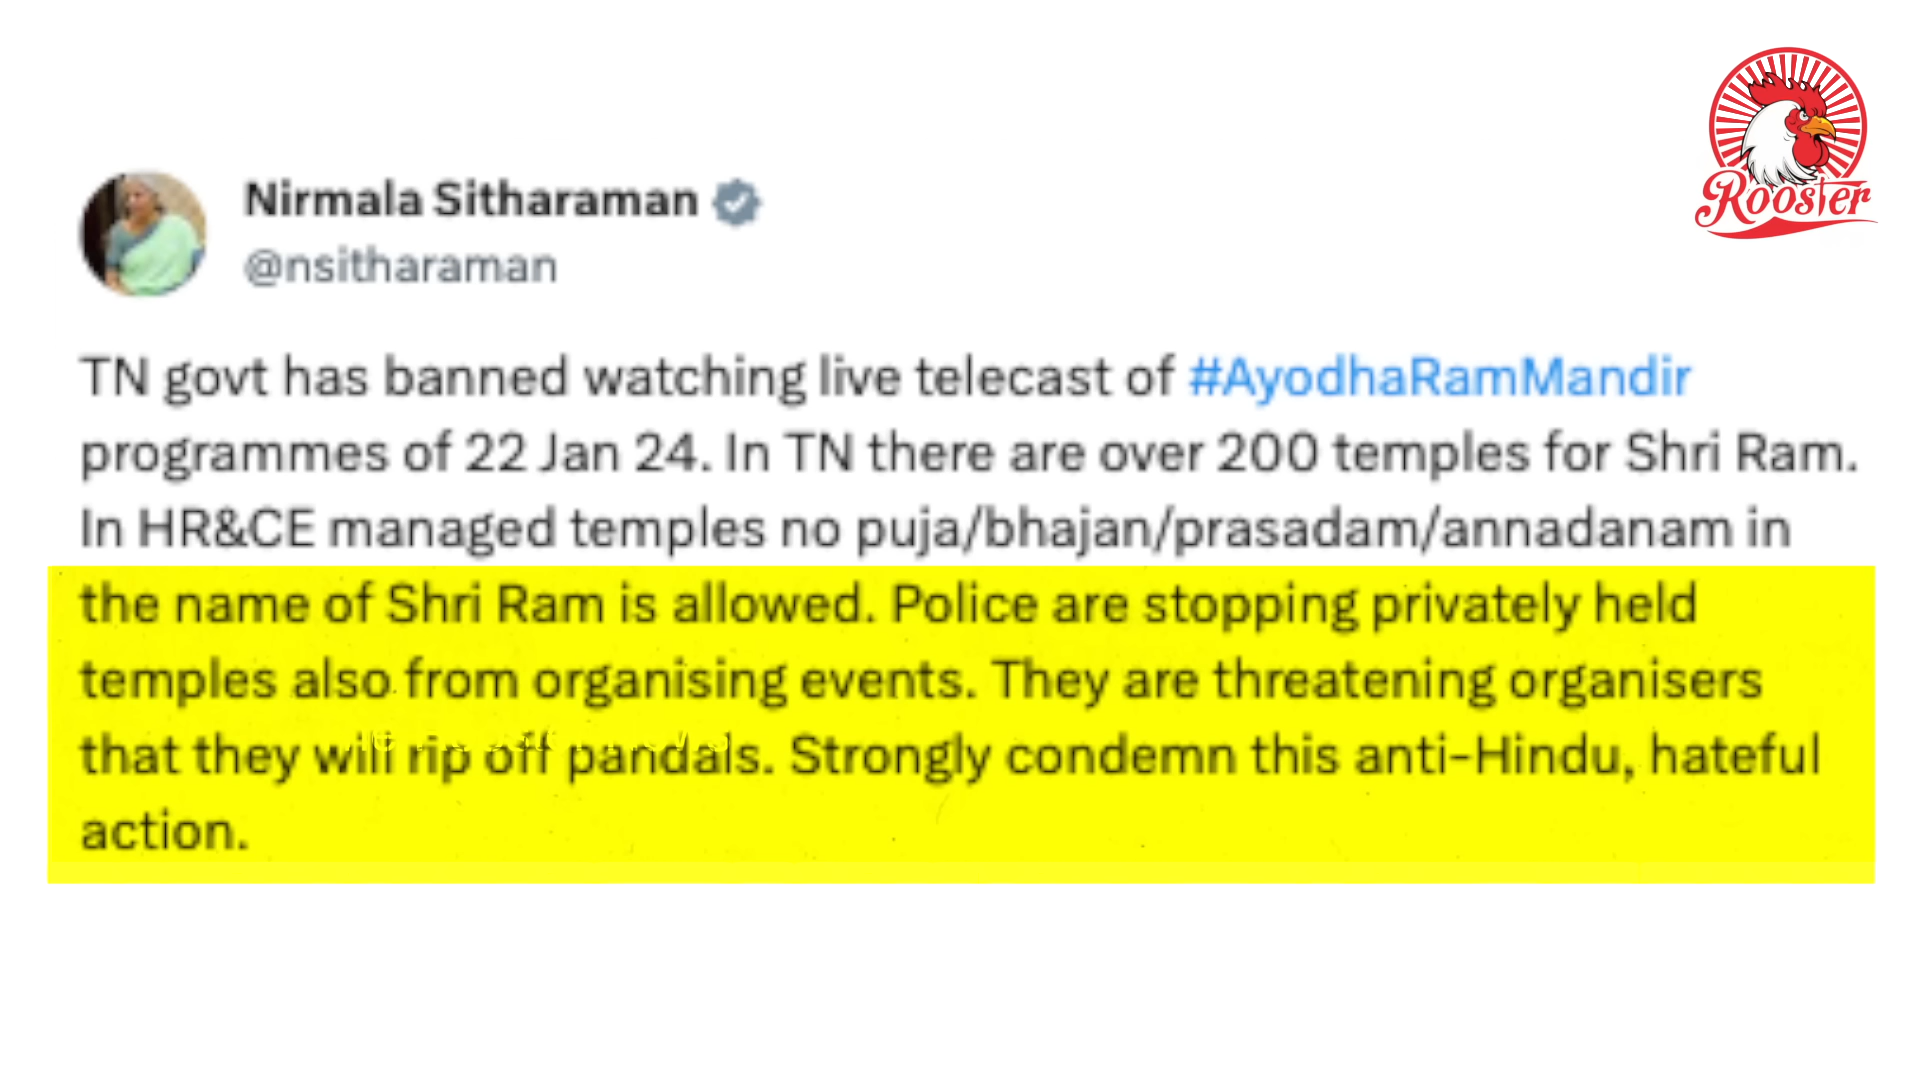 Rooster
Nirmala Sitharaman
@nsitharaman
TN govt has banned watching live telecast of #AyodhaRamMandir
programmes of 22 Jan 24. In TN there are over 200 temples for Shri Ram.
In HR&CE managed temples no puja/bhajan/prasadam/annadanam in
the name of Shri Ram is allowed. Police are stopping privately held
temples also from organising events. They are threatening organisers
that they will rip off pandals. Strongly condemn this anti-Hindu, hateful
action.